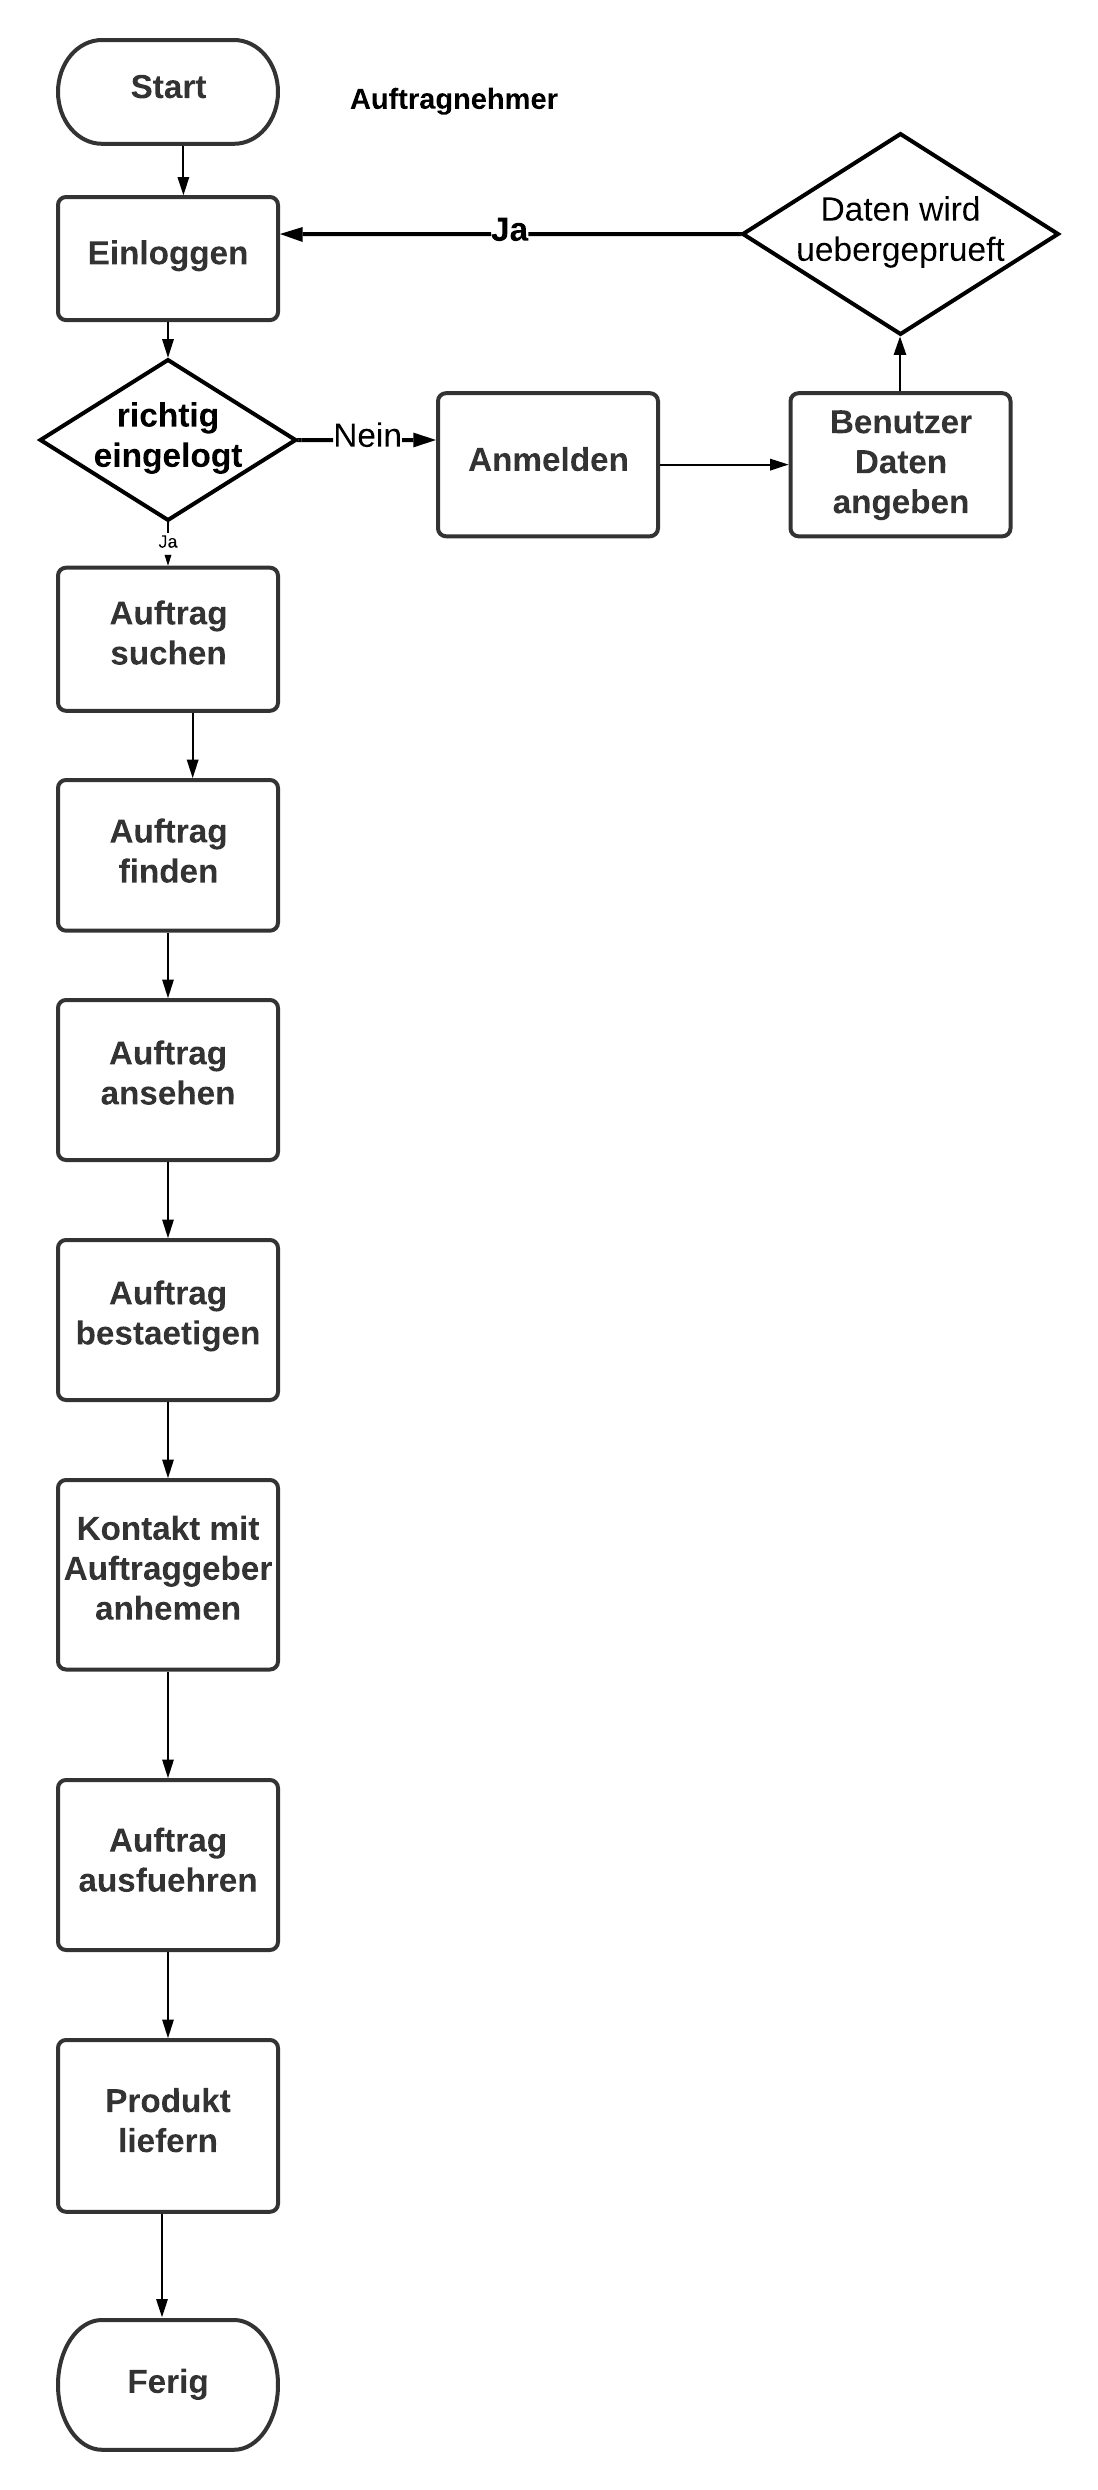 Start
Auftragnehmer
Daten wird
uebergeprueft
Ja
Einloggen
richtig
eingelogt
Nein
Anmelden
Benutzer
Daten
angeben
Ja
Auftrag
suchen
Auftrag
finden
Auftrag
ansehen
Auftrag
bestaetigen
Kontakt mit
Auftraggeber
anhemen
Auftrag
ausfuehren
Produkt
liefern
Ferig